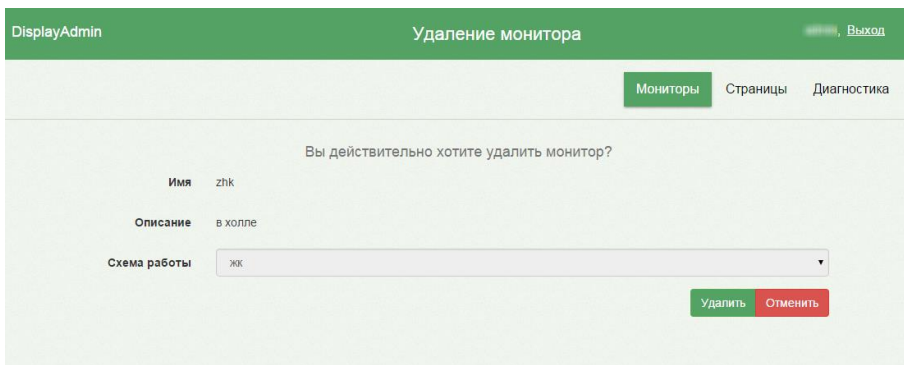 DisplayAdmin Удаление монитора , Выход
Мониторы Страницы Диагностика
Вы действительно хотите удалить монитор?
Имя zhk
Описание в холле
Схема работы жк
Удалить Отменить